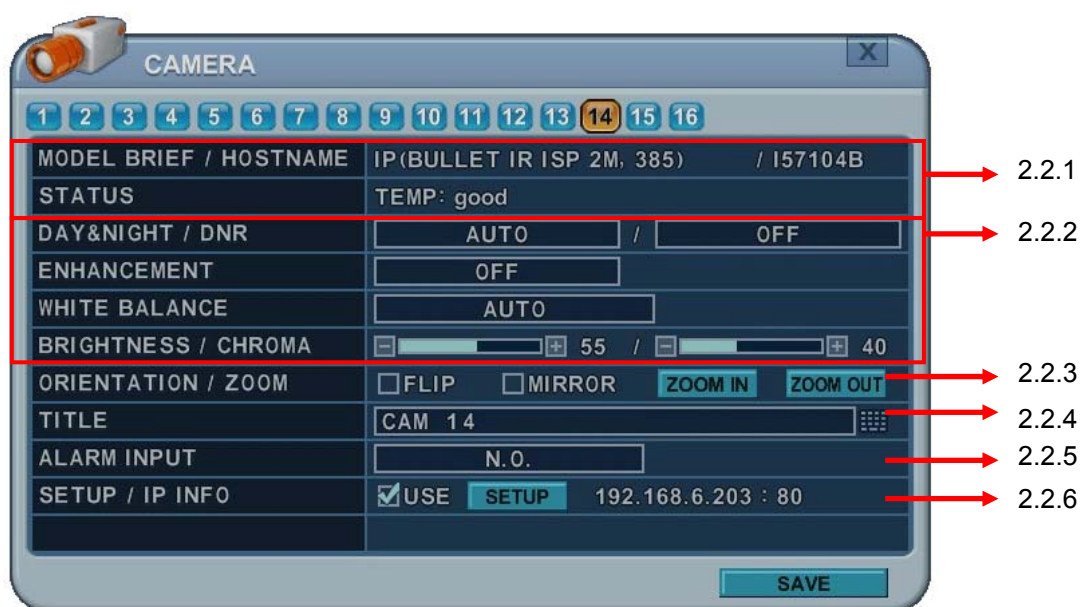 CAMERA X
1 2 3 4 5 6 7 8 9 10 11 12 13 14 15 16
MODEL BRIEF / HOSTNAME IP(BULLET IR ISP 2M, 385) / I57104B
2.2.1
STATUS TEMP: good
DAY&NIGHT / DNR AUTO / OFF 2.2.2
ENHANCEMENT OFF
WHITE BALANCE AUTO
BRIGHTNESS / CHROMA - + 55 / - + 40
ORIENTATION / ZOOM FLIP MIRROR ZOOM IN ZOOM OUT 2.2.3
TITLE CAM 14 2.2.4
ALARM INPUT N.O. 2.2.5
SETUP / IP INFO USE SETUP 192.168.6.203 : 80 2.2.6
SAVE